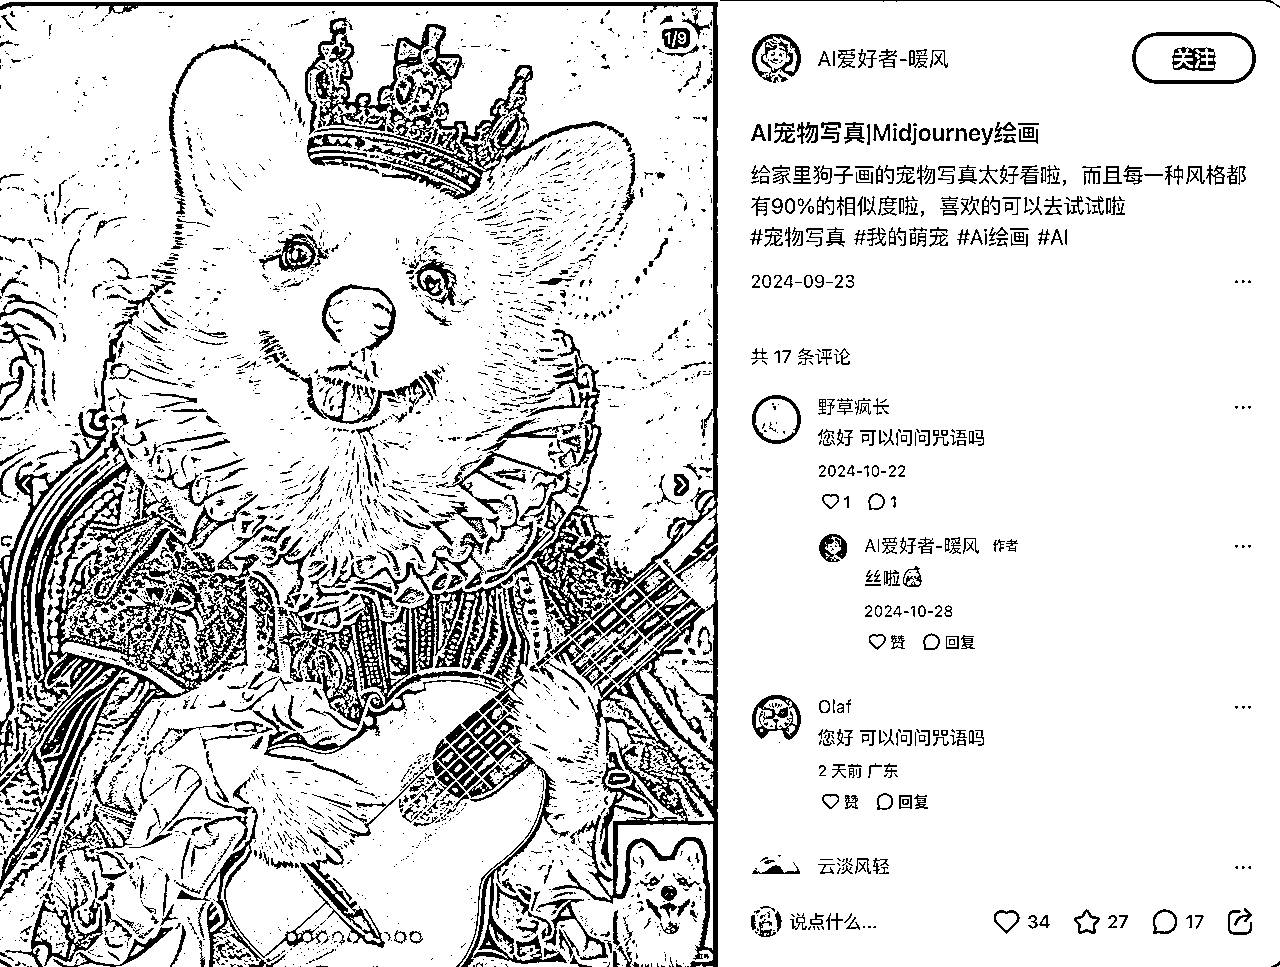 1/9
AI爱好者-暖风
关注
AI宠物写真|Midjourney绘画
给家里狗子画的宠物写真太好看啦，而且每一种风格都
有90%的相似度啦，喜欢的可以去试试啦
#宠物写真 #我的萌宠 #Ai绘画 #AI
2024-09-23
共 17 条评论
野草疯长
您好 可以问问咒语吗
2024-10-22
1 1
AI爱好者-暖风 作者
丝啦
2024-10-28
赞 回复
Olaf
您好 可以问问咒语吗
2 天前 广东
赞 回复
云淡风轻
说点什么...
34 27 17